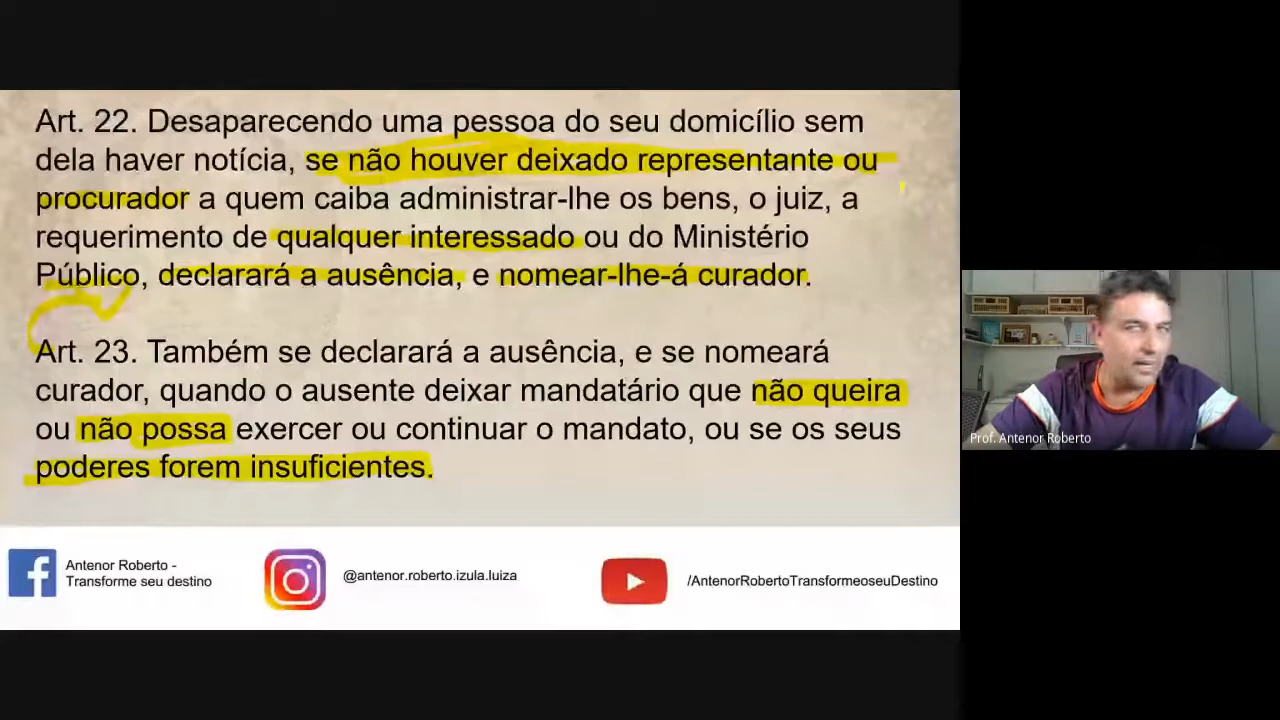 Art. 22. Desaparecendo uma pessoa do seu domicílio sem
dela haver notícia, se não houver deixado representante ou
procurador a quem caiba administrar-lhe os bens, o juiz, a
requerimento de qualquer interessado ou do Ministério
Público, declarará a ausência, e nomear-lhe-á curador.
Art. 23. Também se declarará a ausência, e se nomeará
curador, quando o ausente deixar mandatário que não queira
ou não possa exercer ou continuar o mandato, ou se os seus
poderes forem insuficientes.
Antenor Roberto -
Transforme seu destino
@antenor.roberto.izula.luiza
/AntenorRobertoTransformeoseuDestino
Prof. Antenor Roberto